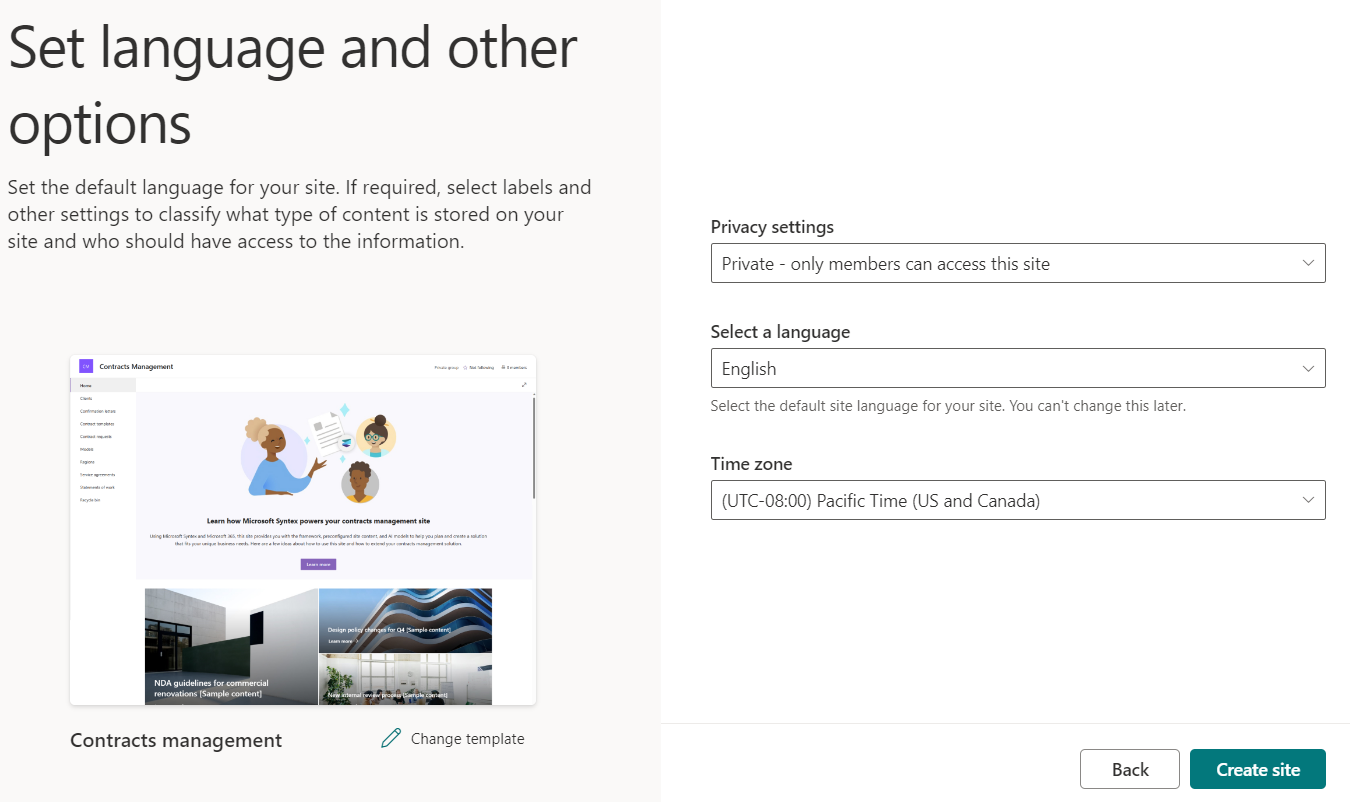 Set language and other
options
Set the default language for your site. If required, select labels and
other settings to classify what type of content is stored on your
site and who should have access to the information.
CM
Contracts Management
Private group
Not following
Home
Clients
Confirmation letters
Contract templates
Contract requests
Models
Regions
Service agreements
Statements of work
Recycle bin
Learn how Microsoft Syntex powers your contracts management site
Using Microsoft Syntex and Microsoft 365, this site provides you with the framework, preconfigured site content, and AI models to help you plan and create a solution
that fits your unique business needs. Here are a few ideas about how to use this site and how to extend your contracts management solution.
Learn more
NDA guidelines for commercial
renovations [Sample content]
Design policy changes for Q4 [Sample content]
Learn more
New internal review process [Sample content]
Contracts management
Change template
Privacy settings
Private - only members can access this site
Select a language
English
Select the default site language for your site. You can't change this later.
Time zone
(UTC-08:00) Pacific Time (US and Canada)
Back
Create site